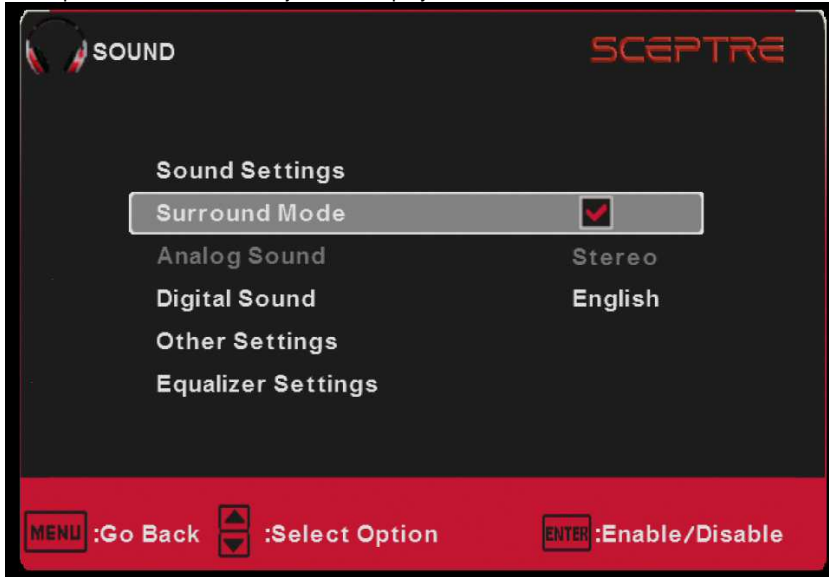 SOUND SCEPTRE
Sound Settings
Surround Mode
Analog Sound Stereo
Digital Sound English
Other Settings
Equalizer Settings
MENU :Go Back :Select Option ENTER :Enable/Disable